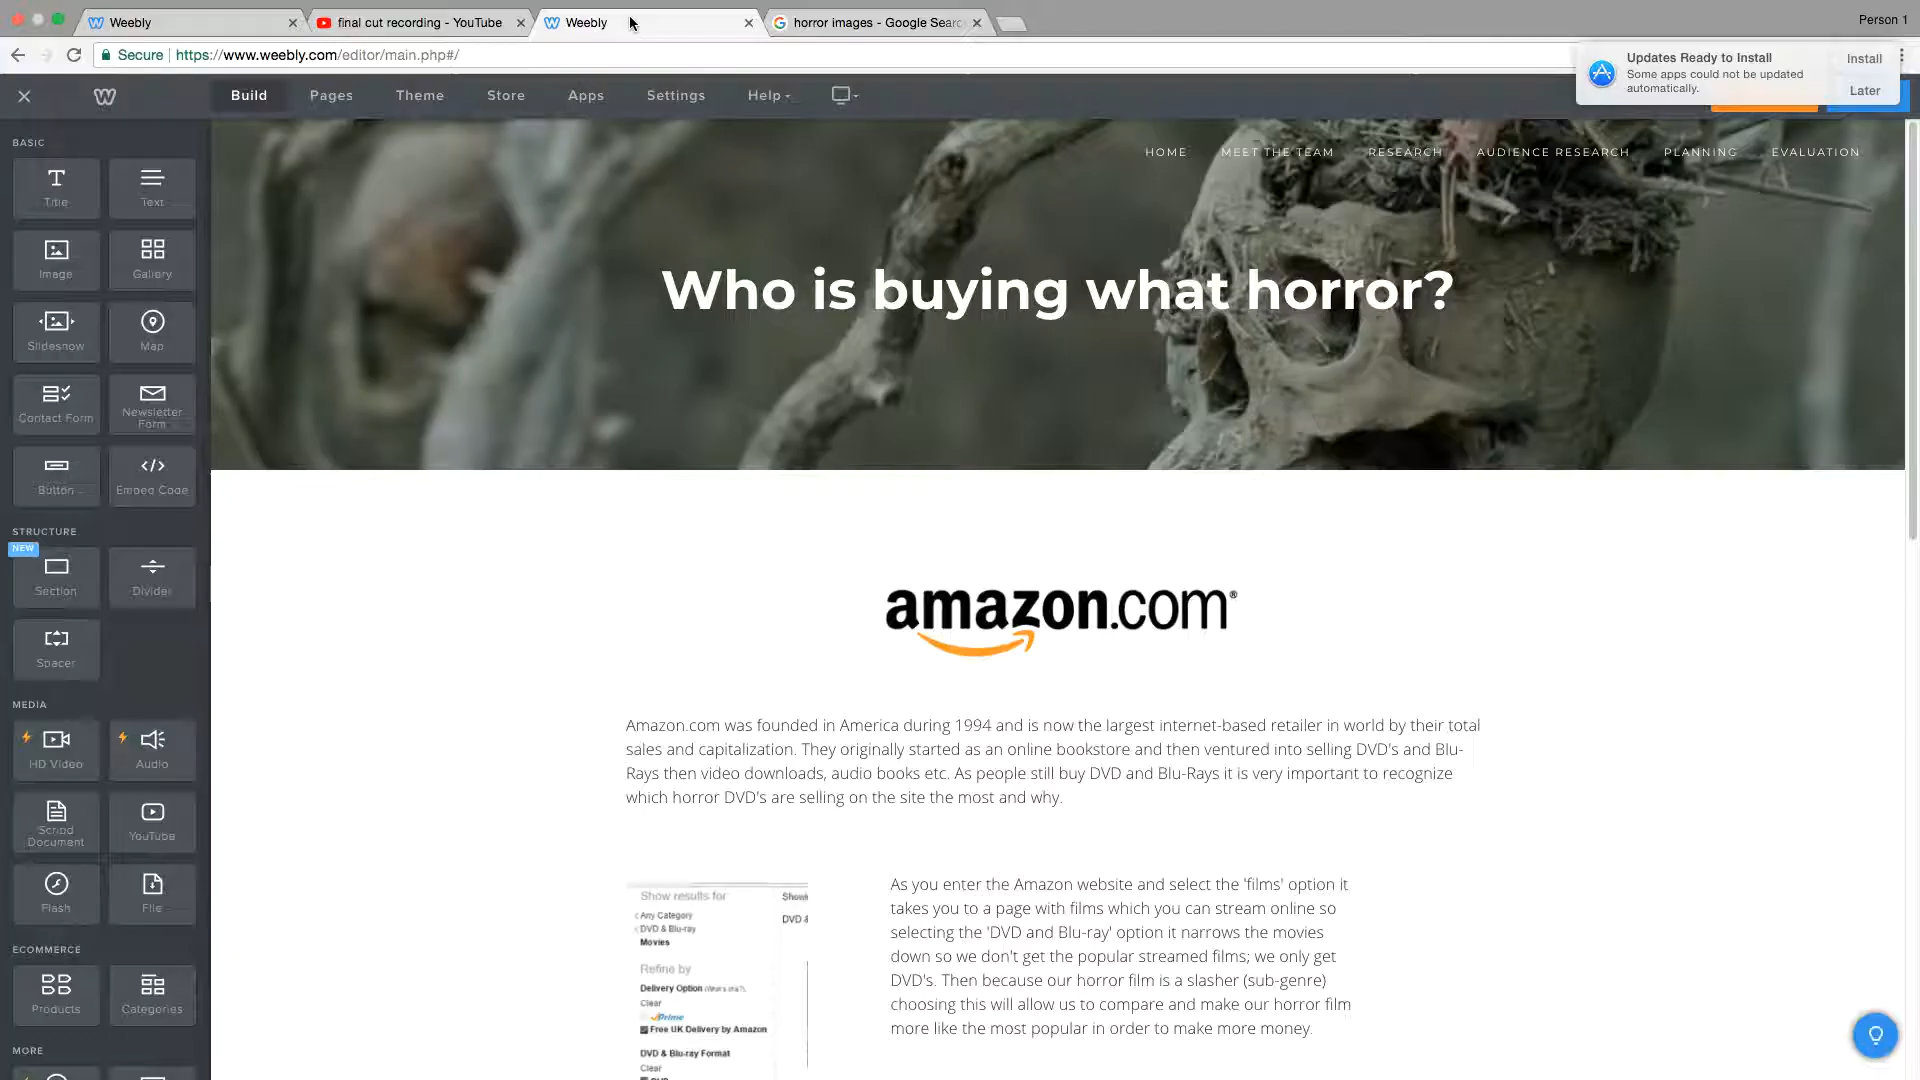 Weebly
final cut recording - YouTube
Weebly
horror images - Google Searc
Person 1
Secure
https://www.weebly.com/editor/main.php#/
Updates Ready to Install
Some apps could not be updated
automatically.
Install
Later
Build
Pages
Theme
Store
Apps
Settings
Help
HOME
MEET THE TEAM
RESEARCH
AUDIENCE RESEARCH
PLANNING
EVALUATION
BASIC
Title
Text
Image
Gallery
Slideshow
Map
Contact Form
Newsletter
Form
Button
Embed Code
STRUCTURE
NEW
Section
Divider
Spacer
MEDIA
HD Video
Audio
Scribd
Document
YouTube
Flash
File
ECOMMERCE
Products
Categories
MORE
Who is buying what horror?
amazon.com®
Amazon.com was founded in America during 1994 and is now the largest internet-based retailer in world by their total
sales and capitalization. They originally started as an online bookstore and then ventured into selling DVD's and Blu-
Rays then video downloads, audio books etc. As people still buy DVD and Blu-Rays it is very important to recognize
which horror DVD's are selling on the site the most and why.
Show results for
Any Category
DVD & Blu-ray
Movies
Refine by
Delivery Option (What's this?)
Clear
Prime
Free UK Delivery by Amazon
DVD & Blu-ray Format
Clear
Showi
DVD &
As you enter the Amazon website and select the 'films' option it
takes you to a page with films which you can stream online so
selecting the 'DVD and Blu-ray' option it narrows the movies
down so we don't get the popular streamed films; we only get
DVD's. Then because our horror film is a slasher (sub-genre)
choosing this will allow us to compare and make our horror film
more like the most popular in order to make more money.